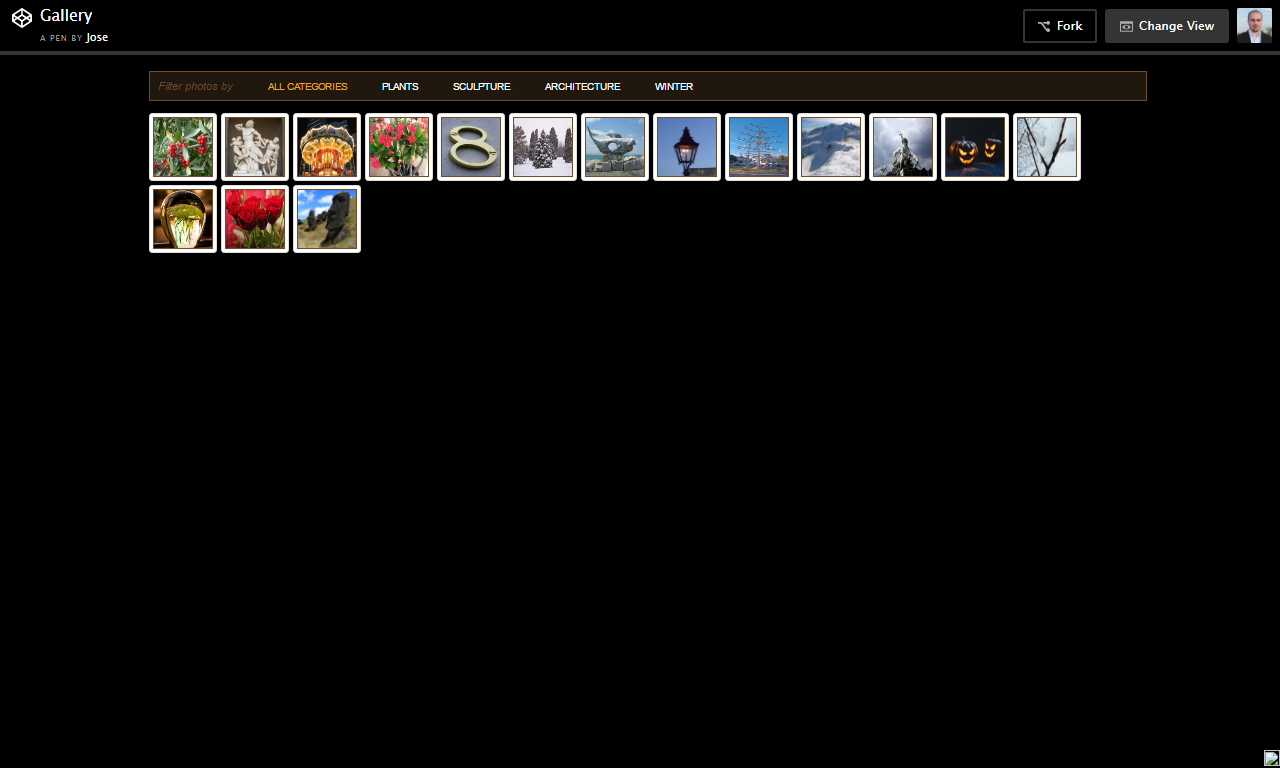 Gallery
A PEN BY Jose
Fork
Change View
Filter photos by ALL CATEGORIES PLANTS SCULPTURE ARCHITECTURE WINTER